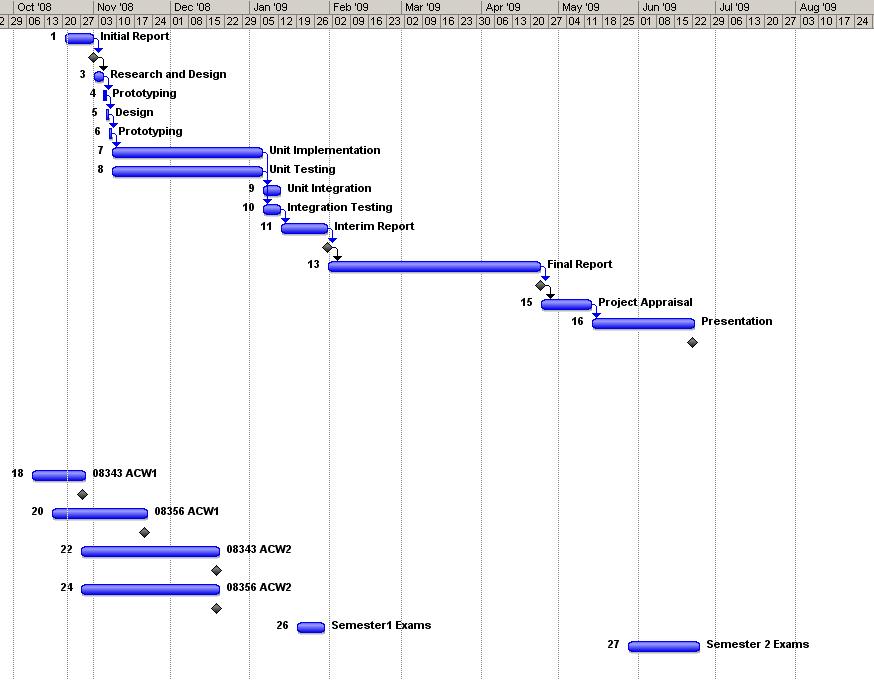 Oct '08 Nov '08 Dec '08 Jan '09 Feb '09 Mar '09 Apr '09 May '09 Jun '09 Jul '09 Aug '09
2 29 06 13 20 27 03 10 17 24 01 08 15 22 29 05 12 19 26 02 09 16 23 02 09 16 23 30 06 13 20 27 04 11 18 25 01 08 15 22 29 06 13 20 27 03 10 17 24
1 Initial Report
3 Research and Design
4 Prototyping
5 Design
6 Prototyping
7 Unit Implementation
8 Unit Testing
9 Unit Integration
10 Integration Testing
11 Interim Report
13 Final Report
15 Project Appraisal
16 Presentation
18 08343 ACW1
20 08356 ACW1
22 08343 ACW2
24 08356 ACW2
26 Semester1 Exams
27 Semester 2 Exams